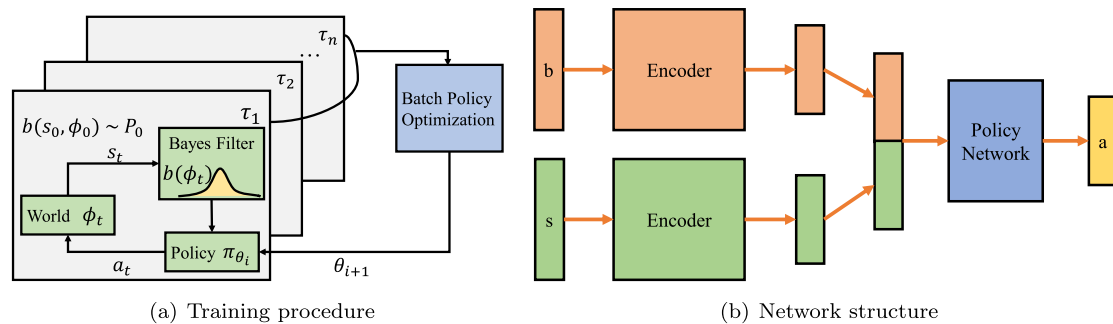 τₙ
...
τ₂
τ₁
b(s₀, ϕ₀) ~ P₀
Bayes Filter
b(ϕₜ)
sₜ
World ϕₜ
aₜ
Policy π_θᵢ
θᵢ₊₁
Batch Policy
Optimization
(a) Training procedure
b
Encoder
s
Encoder
Policy
Network
a
(b) Network structure